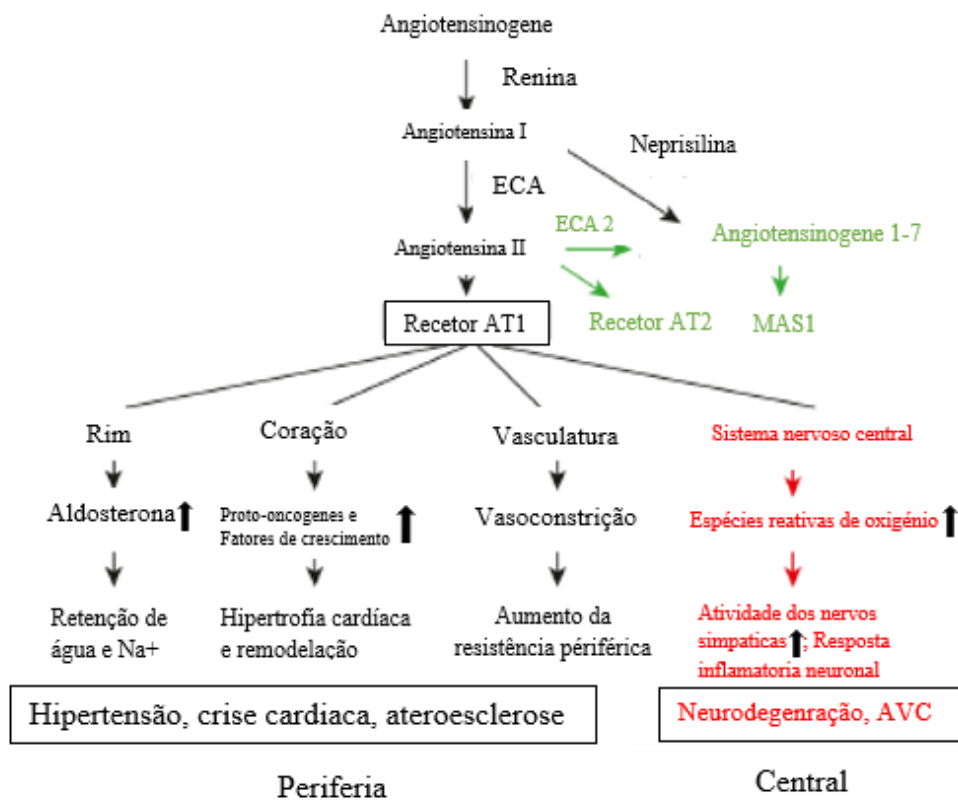 Angiotensinogene
Renina
Angiotensina I
Neprisilina
ECA
ECA 2
Angiotensina II
Angiotensinogene 1-7
Recetor AT1
Recetor AT2
MAS1
Rim
Coração
Vasculatura
Sistema nervoso central
Aldosterona
Proto-oncogenes e
Fatores de crescimento
Vasoconstrição
Espécies reativas de oxigénio
Retenção de
água e Na+
Hipertrofia cardíaca
e remodelação
Aumento da
resistência périférica
Atividade dos nervos
simpaticas ; Resposta
inflamatoria neuronal
Hipertensão, crise cardiaca, ateroesclerose
Neurodegenração, AVC
Periferia
Central